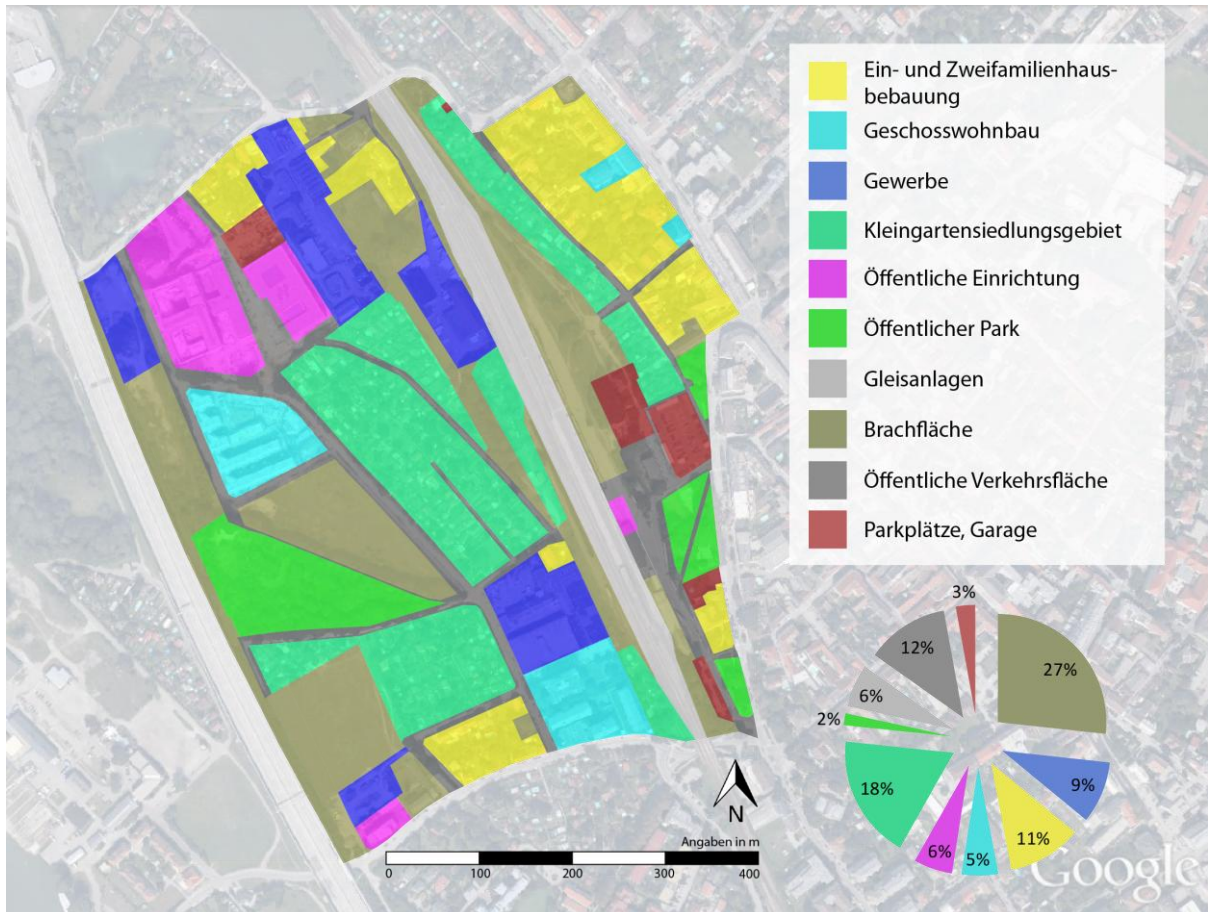 Ein- und Zweifamilienhaus-
bebauung
Geschosswohnbau
Gewerbe
Kleingartensiedlungsgebiet
Öffentliche Einrichtung
Öffentlicher Park
Gleisanlagen
Brachfläche
Öffentliche Verkehrsfläche
Parkplätze, Garage
3%
27%
12%
6%
2%
18%
9%
11%
5%
6%
N
Angaben in m
0 100 200 300 400
Google